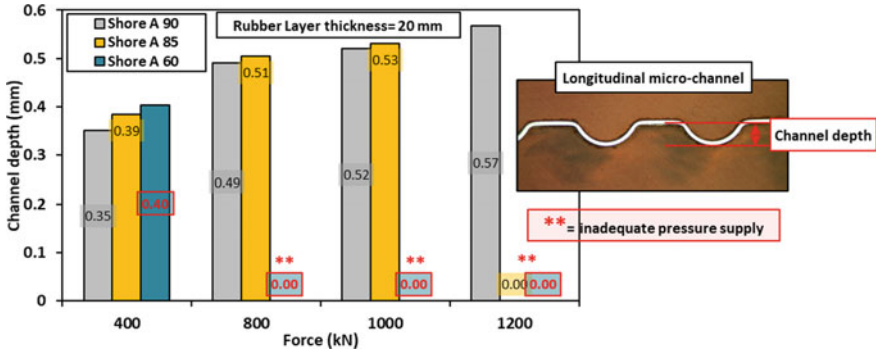 Shore A 90
Shore A 85
Shore A 60
Rubber Layer thickness= 20 mm
Channel depth (mm)
0.6
0.5
0.4
0.3
0.2
0.1
0
0.35
0.39
0.40
0.49
0.51
**
0.00
0.52
0.53
**
0.00
0.57
**
0.00
0.00
400
800
1000
1200
Force (kN)
Longitudinal micro-channel
Channel depth
** = inadequate pressure supply